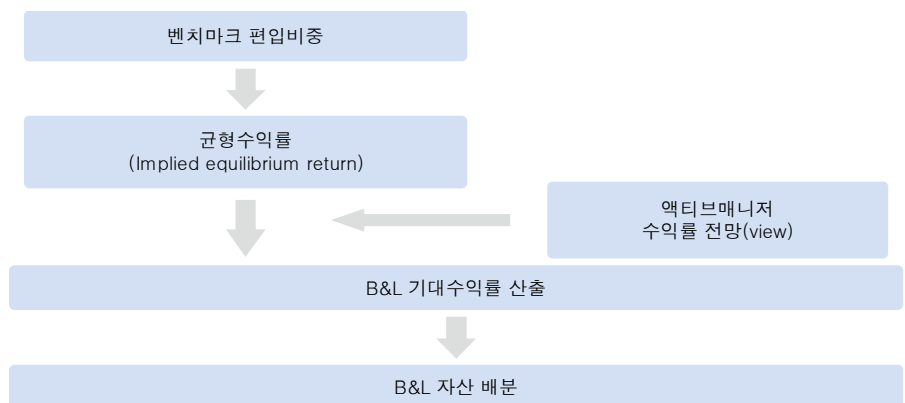 벤치마크 편입비중
균형수익률
(Implied equilibrium return)
액티브매니저
수익률 전망(view)
B&L 기대수익률 산출
B&L 자산 배분